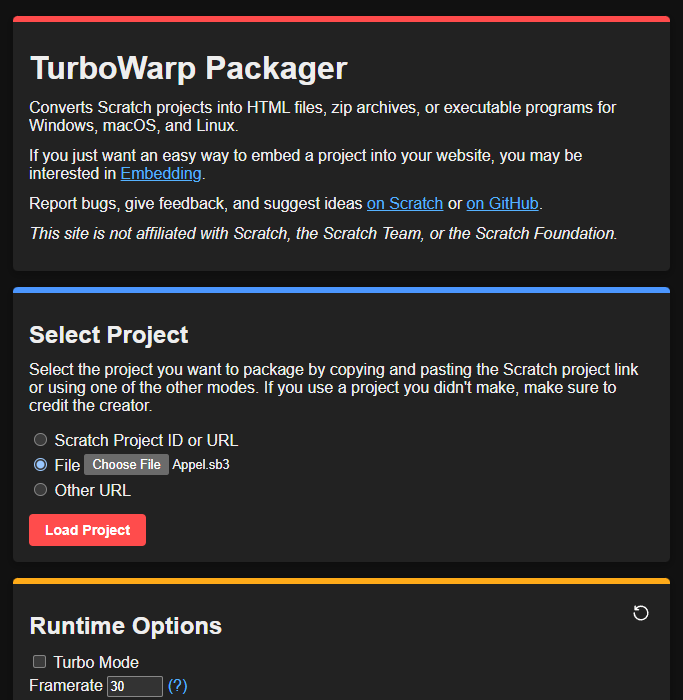 TurboWarp Packager
Converts Scratch projects into HTML files, zip archives, or executable programs for
Windows, macOS, and Linux.
If you just want an easy way to embed a project into your website, you may be
interested in Embedding.
Report bugs, give feedback, and suggest ideas on Scratch or on GitHub.
This site is not affiliated with Scratch, the Scratch Team, or the Scratch Foundation.
Select Project
Select the project you want to package by copying and pasting the Scratch project link
or using one of the other modes. If you use a project you didn't make, make sure to
credit the creator.
Scratch Project ID or URL
File Choose File Appel.sb3
Other URL
Load Project
Runtime Options
Turbo Mode
Framerate 30 (?)